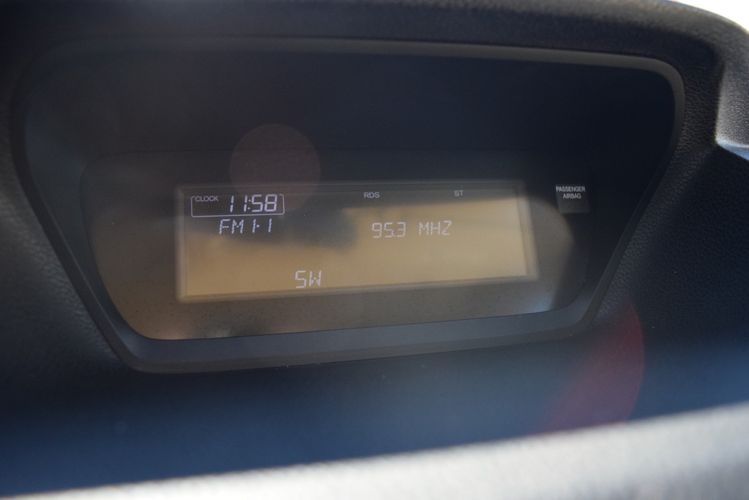 CLOCK 11:58 RDS ST
FM1-1 95.3 MHZ
SW
PASSENGER
AIRBAG